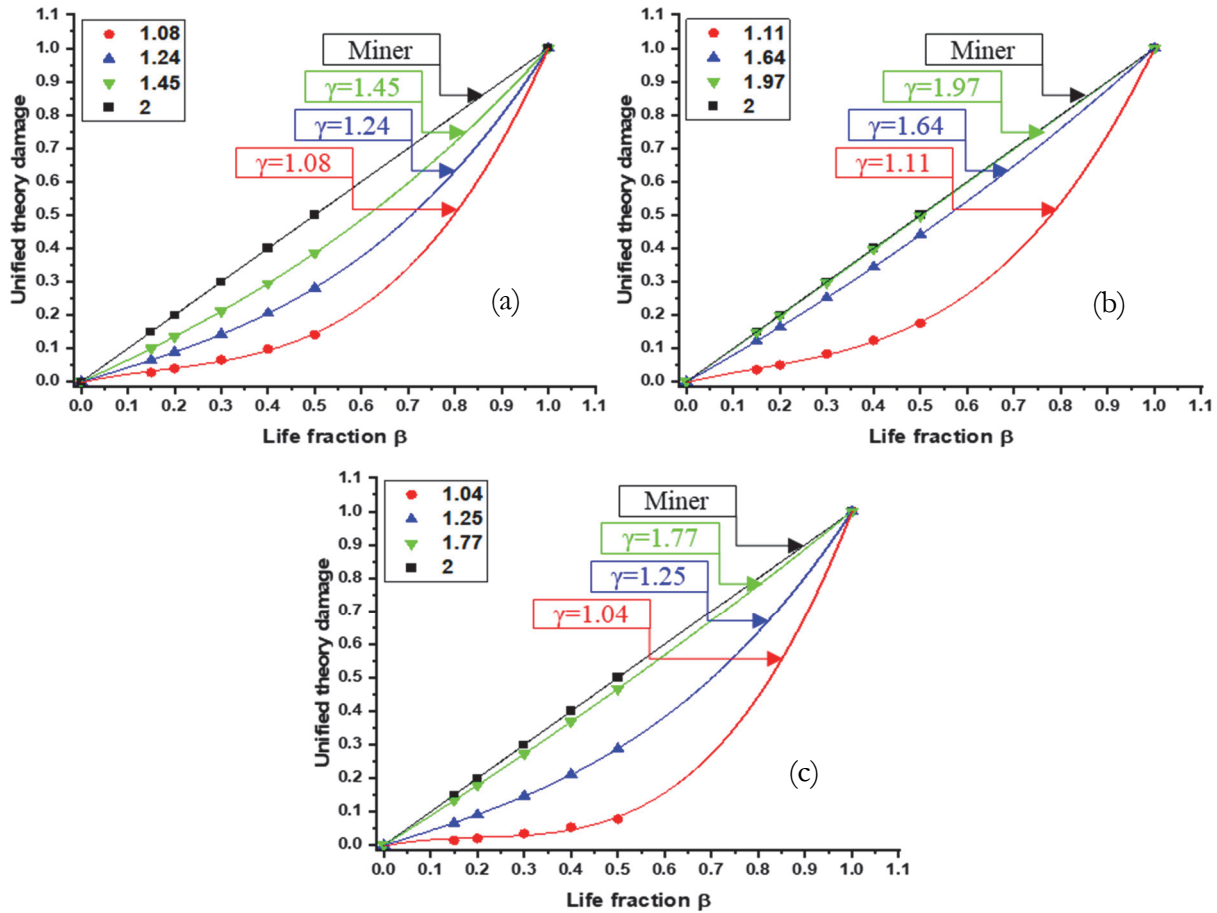 1.1
1.0
0.9
0.8
0.7
0.6
0.5
0.4
0.3
0.2
0.1
0.0
Unified theory damage
1.08
1.24
1.45
2
Miner
γ=1.45
γ=1.24
γ=1.08
(a)
0.0 0.1 0.2 0.3 0.4 0.5 0.6 0.7 0.8 0.9 1.0 1.1
Life fraction β
1.1
1.0
0.9
0.8
0.7
0.6
0.5
0.4
0.3
0.2
0.1
0.0
Unified theory damage
1.11
1.64
1.97
2
Miner
γ=1.97
γ=1.64
γ=1.11
(b)
0.0 0.1 0.2 0.3 0.4 0.5 0.6 0.7 0.8 0.9 1.0 1.1
Life fraction β
1.1
1.0
0.9
0.8
0.7
0.6
0.5
0.4
0.3
0.2
0.1
0.0
Unified theory damage
1.04
1.25
1.77
2
Miner
γ=1.77
γ=1.25
γ=1.04
(c)
0.0 0.1 0.2 0.3 0.4 0.5 0.6 0.7 0.8 0.9 1.0 1.1
Life fraction β